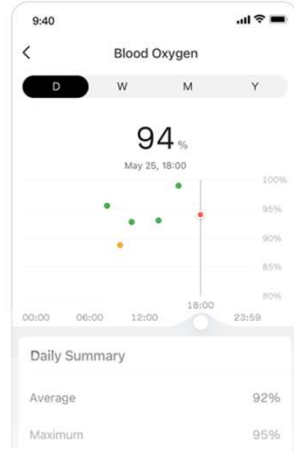 9:40
Blood Oxygen
D W M Y
94 %
May 25, 18:00
100%
95%
90%
85%
80%
18:00
00:00 06:00 12:00 23:59
Daily Summary
Average 92%
Maximum 95%